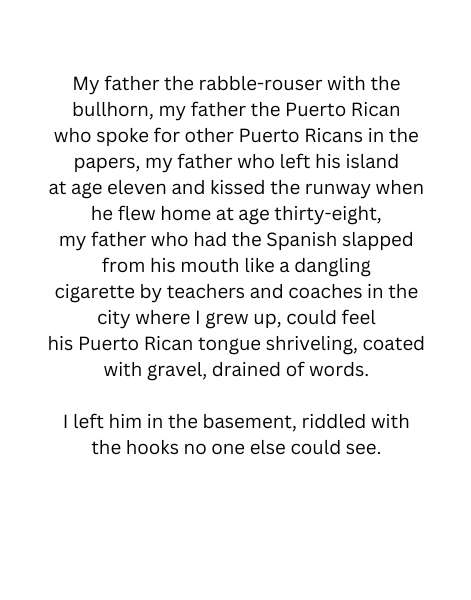 My father the rabble-rouser with the
bullhorn, my father the Puerto Rican
who spoke for other Puerto Ricans in the
papers, my father who left his island
at age eleven and kissed the runway when
he flew home at age thirty-eight,
my father who had the Spanish slapped
from his mouth like a dangling
cigarette by teachers and coaches in the
city where I grew up, could feel
his Puerto Rican tongue shriveling, coated
with gravel, drained of words.
I left him in the basement, riddled with
the hooks no one else could see.